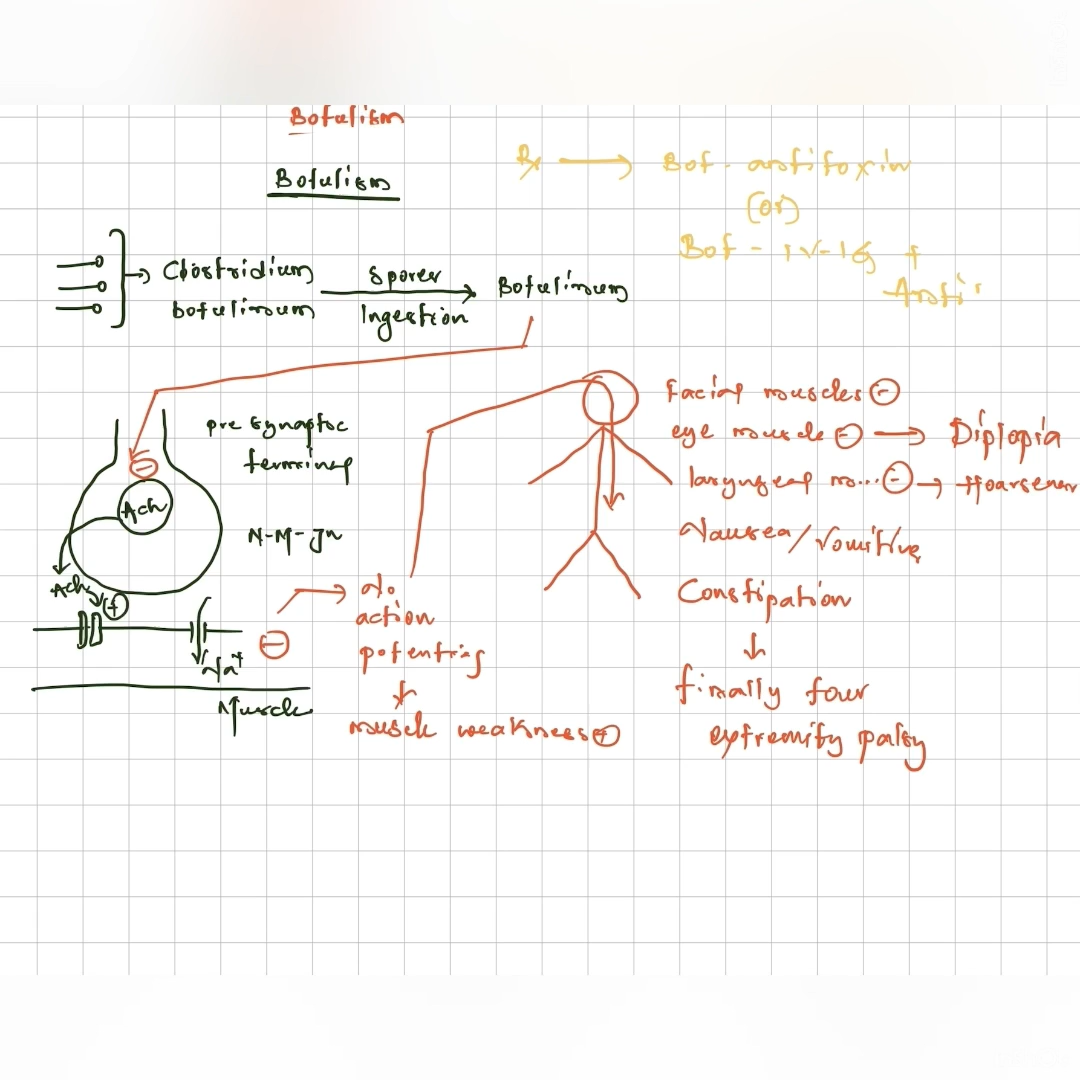 Botulism
Botulism
Rx → Bot - antitoxin
(or)
Bot - IV-IG +
Anti
Clostridium
botulinum
Spores
Ingestion
Botulinum
pre synaptic
terminal
⊖
Ach
N-M-Jn
Ach
⊕
Na+
Muscle
⊖ → No
action
potential
↓
muscle weakness ⊕
Facial muscles ⊖
eye muscle ⊖ → Diplopia
laryngeal m... ⊖ → Hoarseness
Nausea/Vomiting
Constipation
↓
finally four
extremity palsy